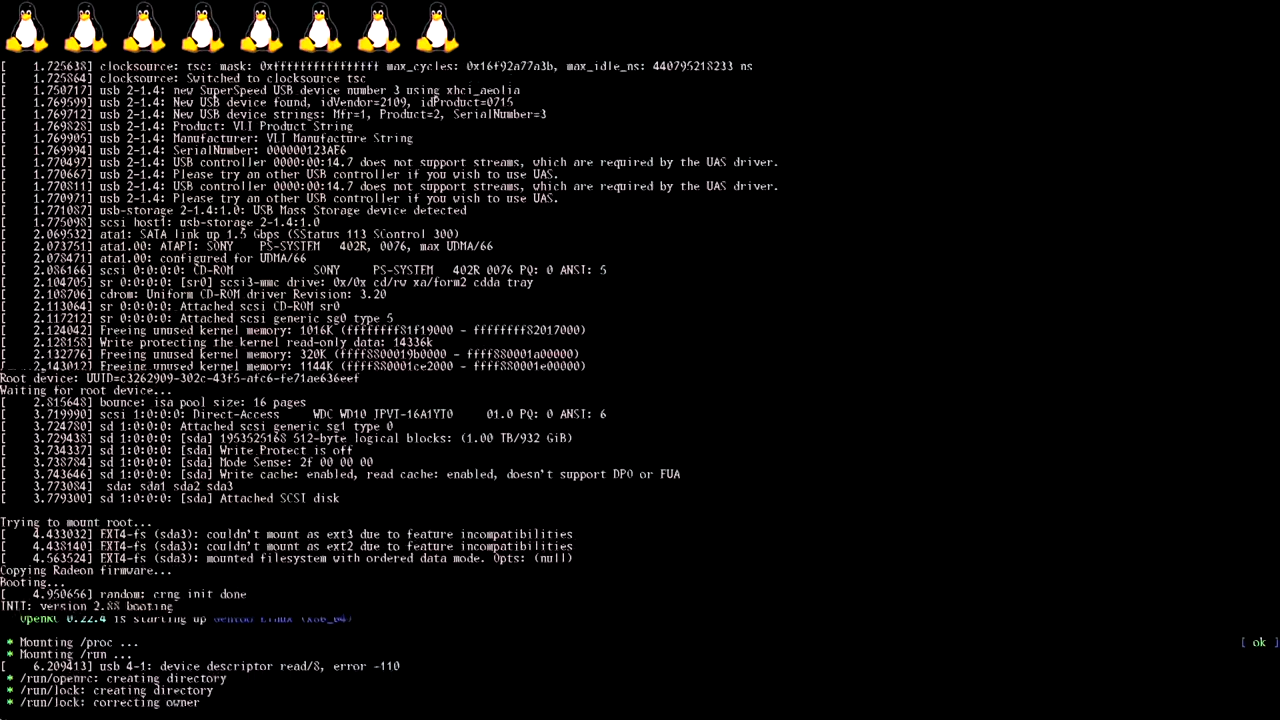 [    1.725638] clocksource: tsc: mask: 0xffffffffffffffff max_cycles: 0x16f92a77a3b, max_idle_ns: 440795218233 ns
[    1.725864] clocksource: Switched to clocksource tsc
[    1.750717] usb 2-1.4: new SuperSpeed USB device number 3 using xhci_aeolia
[    1.769599] usb 2-1.4: New USB device found, idVendor=2109, idProduct=0715
[    1.769712] usb 2-1.4: New USB device strings: Mfr=1, Product=2, SerialNumber=3
[    1.769828] usb 2-1.4: Product: VLI Product String
[    1.769905] usb 2-1.4: Manufacturer: VLI Manufacture String
[    1.769994] usb 2-1.4: SerialNumber: 000000123AF6
[    1.770497] usb 2-1.4: USB controller 0000:00:14.7 does not support streams, which are required by the UAS driver.
[    1.770667] usb 2-1.4: Please try an other USB controller if you wish to use UAS.
[    1.770811] usb 2-1.4: USB controller 0000:00:14.7 does not support streams, which are required by the UAS driver.
[    1.770971] usb 2-1.4: Please try an other USB controller if you wish to use UAS.
[    1.771087] usb-storage 2-1.4:1.0: USB Mass Storage device detected
[    1.775098] scsi host1: usb-storage 2-1.4:1.0
[    2.069532] ata1: SATA link up 1.5 Gbps (SStatus 113 SControl 300)
[    2.073751] ata1.00: ATAPI: SONY    PS-SYSTEM   402R, 0076, max UDMA/66
[    2.078471] ata1.00: configured for UDMA/66
[    2.086166] scsi 0:0:0:0: CD-ROM            SONY     PS-SYSTEM   402R 0076 PQ: 0 ANSI: 5
[    2.104705] sr 0:0:0:0: [sr0] scsi3-mmc drive: 0x/0x cd/rw xa/form2 cdda tray
[    2.108706] cdrom: Uniform CD-ROM driver Revision: 3.20
[    2.113064] sr 0:0:0:0: Attached scsi CD-ROM sr0
[    2.117212] sr 0:0:0:0: Attached scsi generic sg0 type 5
[    2.124042] Freeing unused kernel memory: 1016K (ffffffff81f19000 - ffffffff82017000)
[    2.128158] Write protecting the kernel read-only data: 14336k
[    2.132776] Freeing unused kernel memory: 320K (ffff8800019b0000 - ffff880001a00000)
[    2.143012] Freeing unused kernel memory: 1144K (ffff880001ce2000 - ffff880001e00000)
Root device: UUID=c3262909-302c-43f5-afc6-fe71ae636eef
Waiting for root device...
[    2.815648] bounce: isa pool size: 16 pages
[    3.719990] scsi 1:0:0:0: Direct-Access     WDC WD10 JPVT-16A1YT0     01.0 PQ: 0 ANSI: 6
[    3.724780] sd 1:0:0:0: Attached scsi generic sg1 type 0
[    3.729438] sd 1:0:0:0: [sda] 1953525168 512-byte logical blocks: (1.00 TB/932 GiB)
[    3.734337] sd 1:0:0:0: [sda] Write Protect is off
[    3.738784] sd 1:0:0:0: [sda] Mode Sense: 2f 00 00 00
[    3.743646] sd 1:0:0:0: [sda] Write cache: enabled, read cache: enabled, doesn't support DPO or FUA
[    3.773084]  sda: sda1 sda2 sda3
[    3.779300] sd 1:0:0:0: [sda] Attached SCSI disk
Trying to mount root...
[    4.433032] EXT4-fs (sda3): couldn't mount as ext3 due to feature incompatibilities
[    4.438140] EXT4-fs (sda3): couldn't mount as ext2 due to feature incompatibilities
[    4.563524] EXT4-fs (sda3): mounted filesystem with ordered data mode. Opts: (null)
Copying Radeon firmware...
Booting...
[    4.950656] random: crng init done
INIT: version 2.88 booting
OpenRC 0.22.4 is starting up Gentoo Linux (x86_64)
* Mounting /proc ... [ ok ]
* Mounting /run ...
[    6.209413] usb 4-1: device descriptor read/8, error -110
* /run/openrc: creating directory
* /run/lock: creating directory
* /run/lock: correcting owner